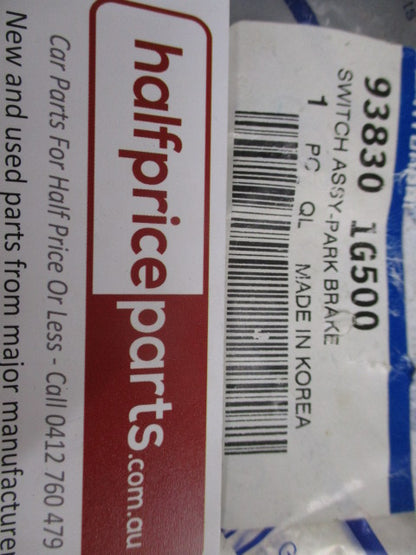 93830 1G500
SWITCH ASSY-PARK BRAKE
1 PC QL MADE IN KOREA
halfpriceparts.com.au
Car Parts For Half Price Or Less - Call 0412 760 479
New and used parts from major manufacturer